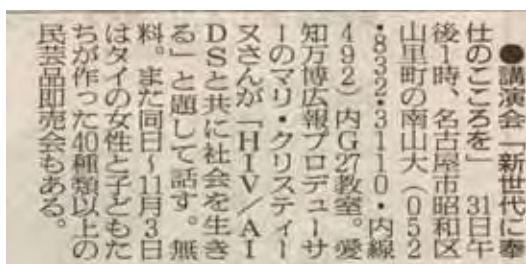 ●講演会「新世代に奉
仕のこころを」 31日午
後1時、名古屋市昭和区
山里町の南山大（052
・832・3110・内線
492）内G27教室。愛
知万博広報プロデューサ
ーのマリ・クリスティー
ヌさんが「HIV／AI
DSと共に社会を生き
る」と題して話す。無
料。また同日～11月3日
はタイの女性と子どもた
ちが作った40種類以上の
民芸品即売会もある。